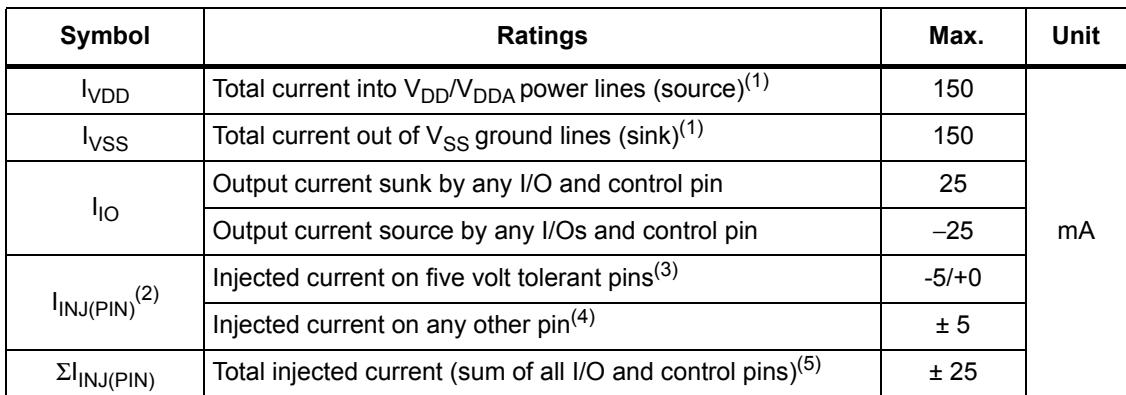 Symbol Ratings Max. Unit
IVDD Total current into VDD/VDDA power lines (source)(1) 150
IVSS Total current out of VSS ground lines (sink)(1) 150
IIO Output current sunk by any I/O and control pin 25
Output current source by any I/Os and control pin −25 mA
IINJ(PIN)(2) Injected current on five volt tolerant pins(3) -5/+0
Injected current on any other pin(4) ± 5
ΣIINJ(PIN) Total injected current (sum of all I/O and control pins)(5) ± 25